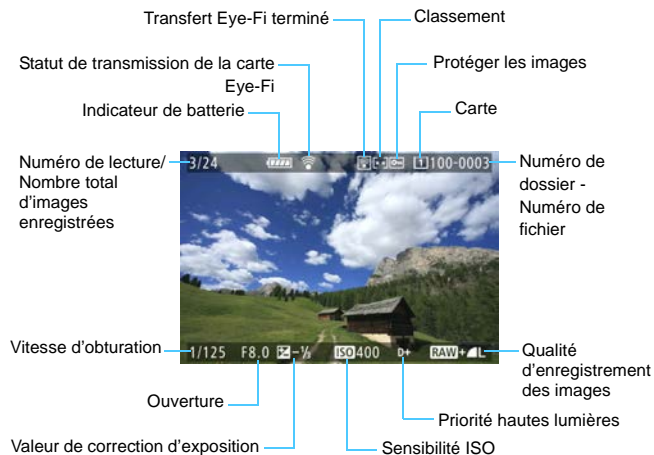 Transfert Eye-Fi terminé
Classement
Statut de transmission de la carte
Eye-Fi
Protéger les images
Indicateur de batterie
Carte
3/24
1
100-0003
Numéro de lecture/
Nombre total
d'images
enregistrées
Numéro de
dossier -
Numéro de
fichier
Vitesse d'obturation
1/125 F8.0 -⅓ ISO400 D+ RAW+L
Qualité
d'enregistrement
des images
Ouverture
Priorité hautes lumières
Valeur de correction d'exposition
Sensibilité ISO